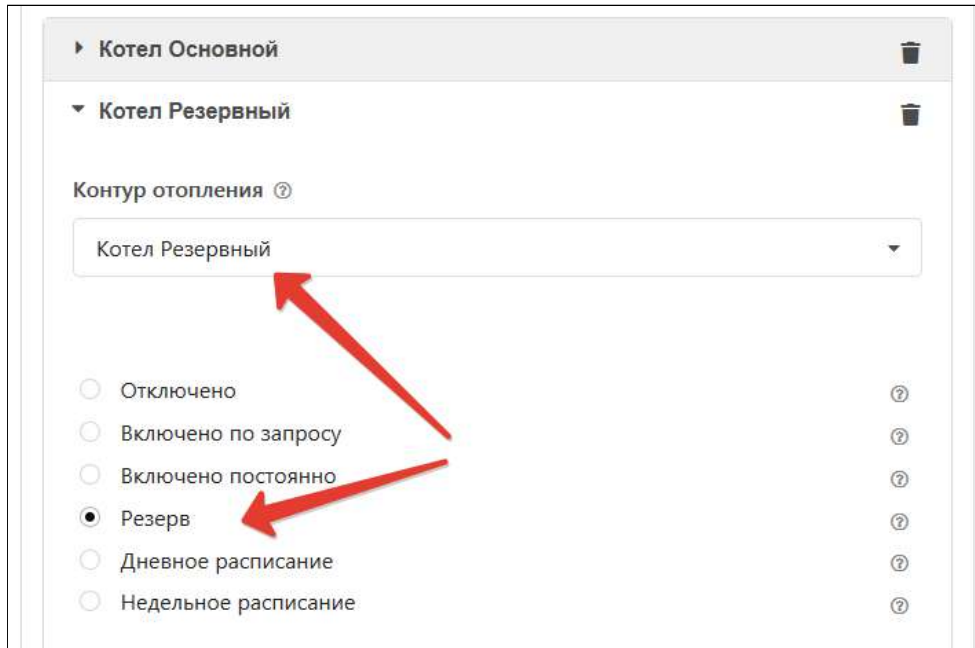 Котел Основной
Котел Резервный
Контур отопления
Котел Резервный
Отключено
Включено по запросу
Включено постоянно
Резерв
Дневное расписание
Недельное расписание